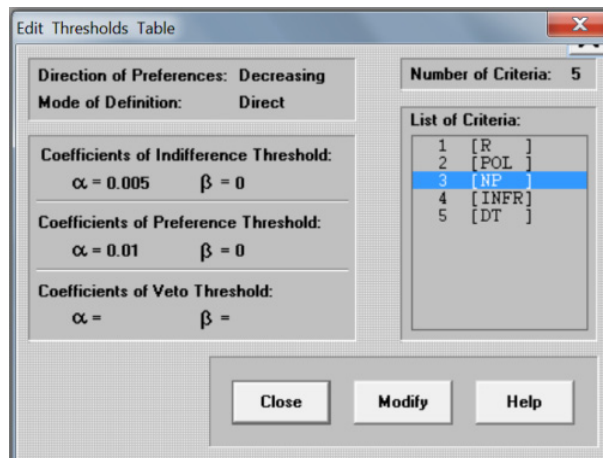 Edit Thresholds Table
Direction of Preferences: Decreasing
Mode of Definition: Direct
Number of Criteria: 5
Coefficients of Indifference Threshold:
α = 0.005 β = 0
Coefficients of Preference Threshold:
α = 0.01 β = 0
Coefficients of Veto Threshold:
α = β =
List of Criteria:
1 [R ]
2 [POL ]
3 [NP ]
4 [INFR]
5 [DT ]
Close Modify Help